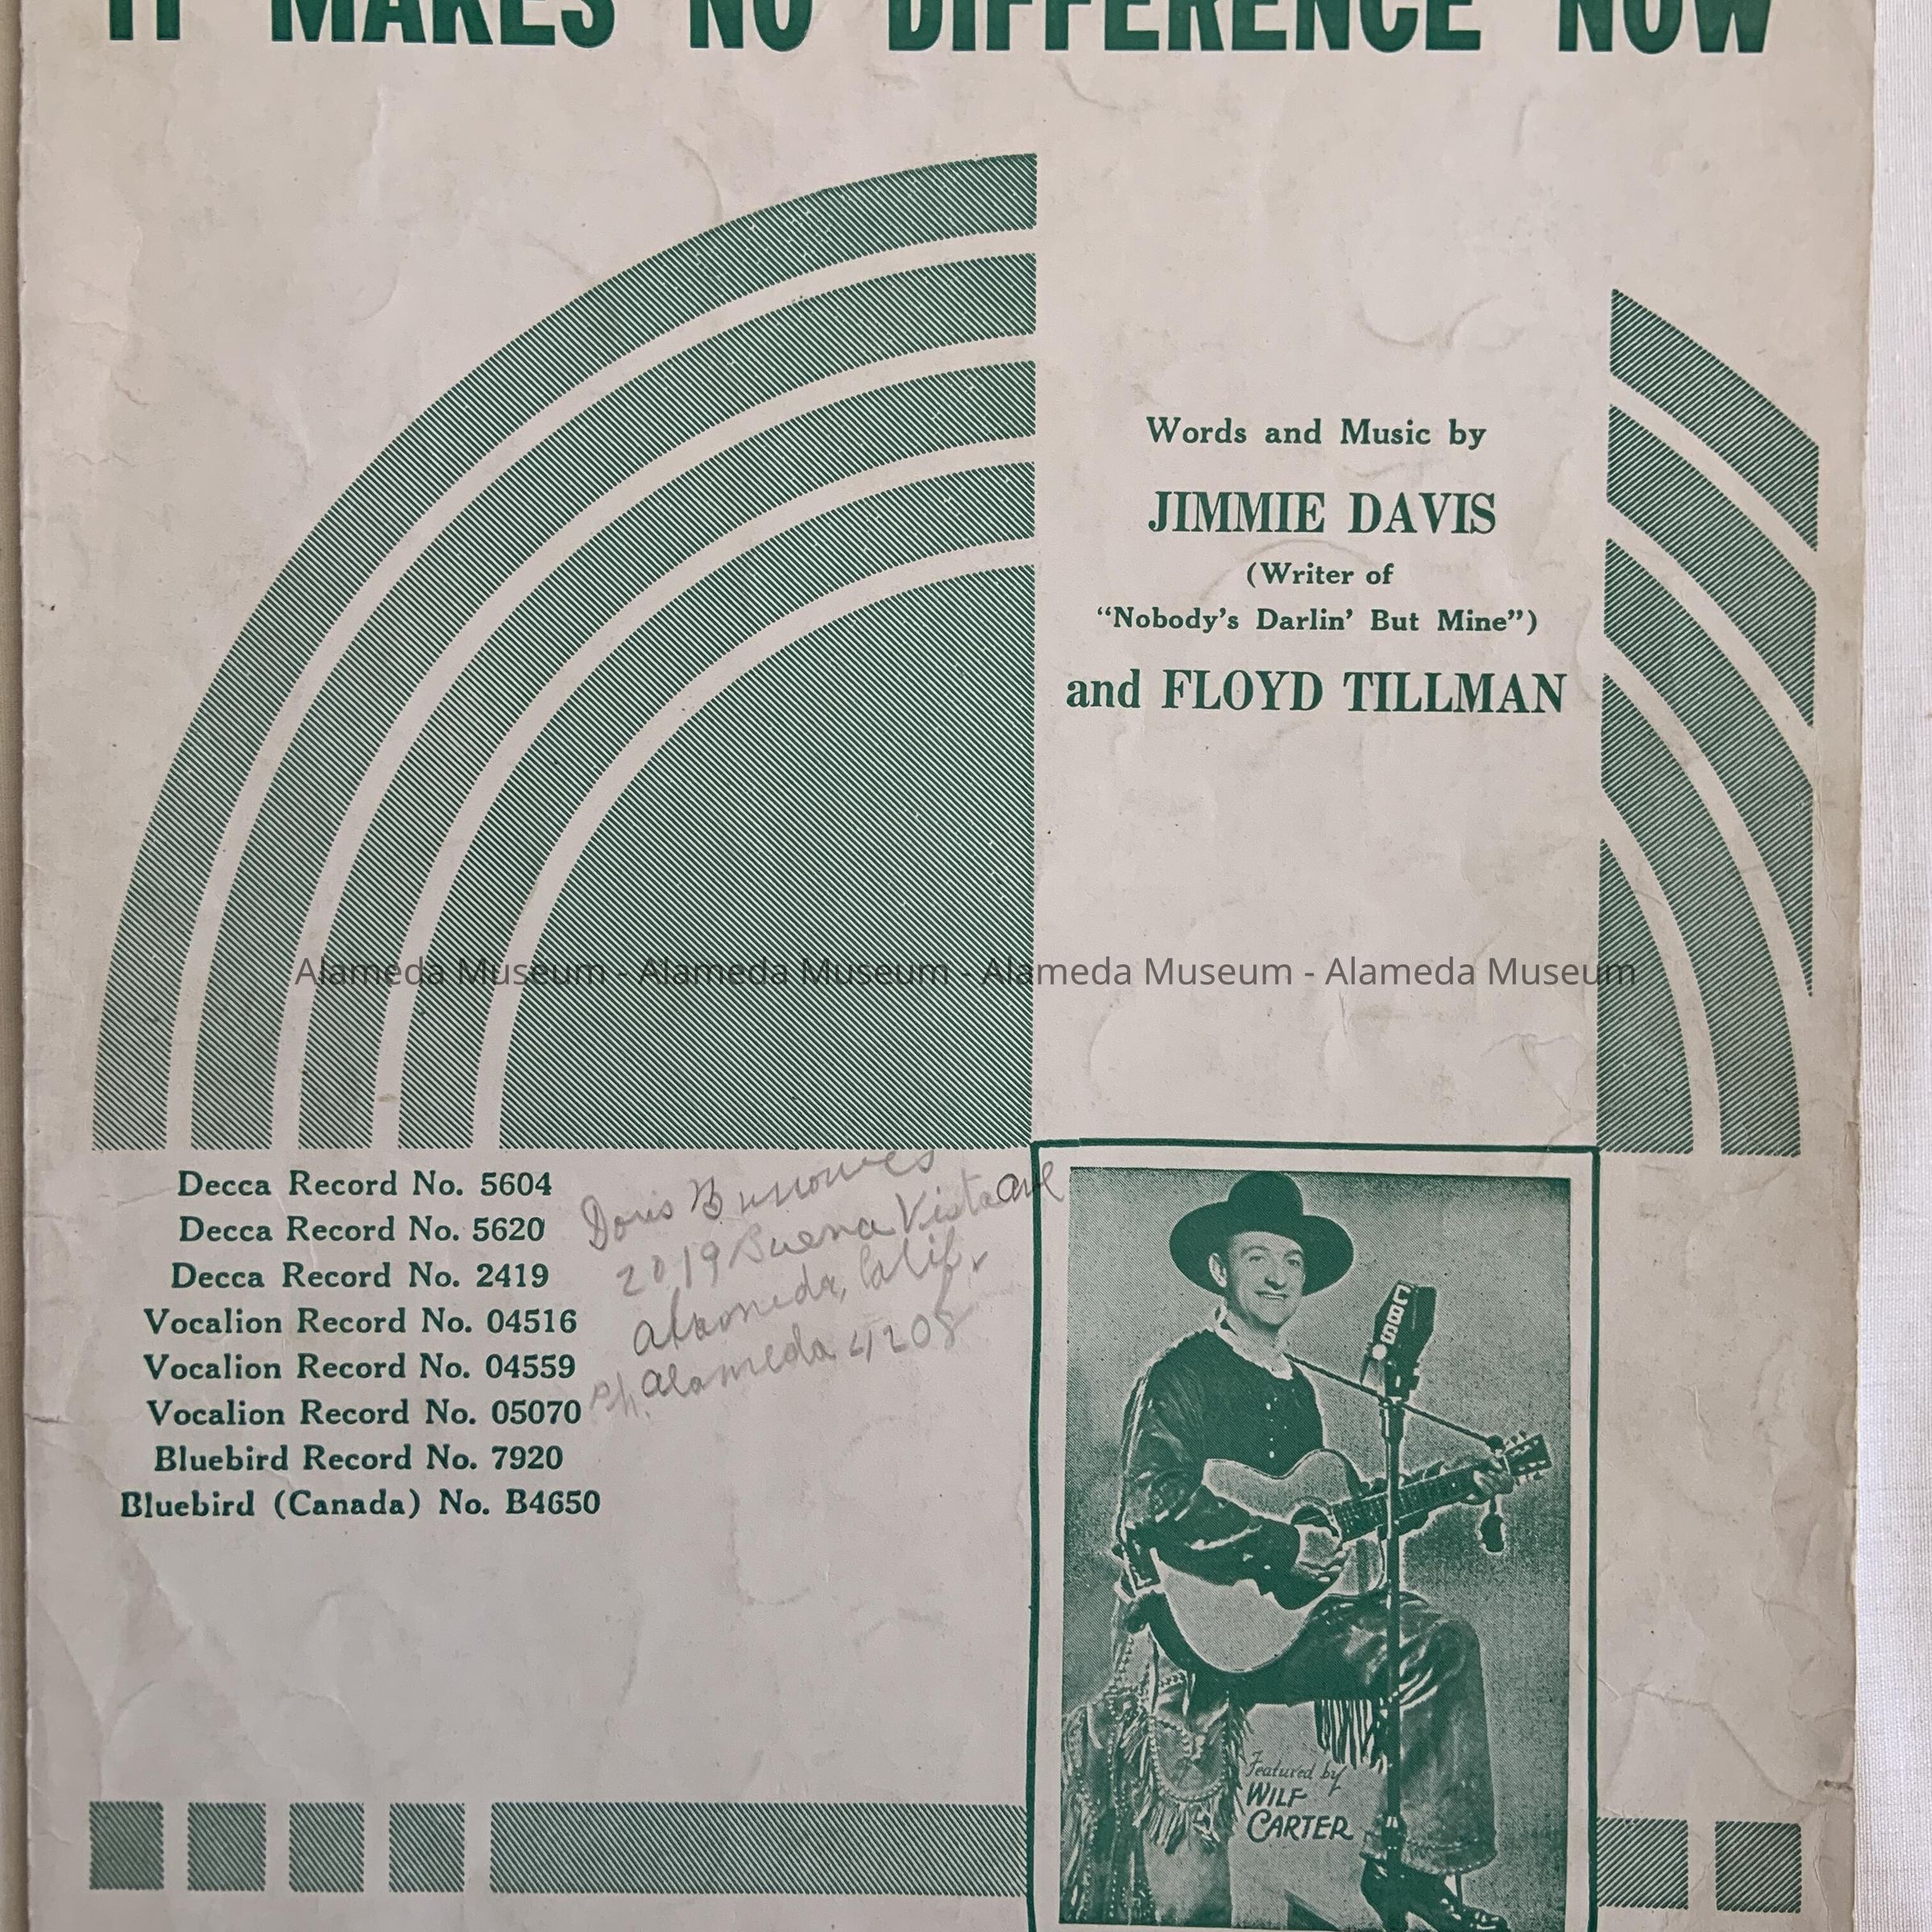 IT MAKES NO DIFFERENCE NOW
Words and Music by
JIMMIE DAVIS
(Writer of
“Nobody’s Darlin’ But Mine”)
and FLOYD TILLMAN
Alameda Museum - Alameda Museum - Alameda Museum - Alameda Museum
Decca Record No. 5604
Decca Record No. 5620
Decca Record No. 2419
Vocalion Record No. 04516
Vocalion Record No. 04559
Vocalion Record No. 05070
Bluebird Record No. 7920
Bluebird (Canada) No. B4650
Doris Burrowes
2019 Buena Vista ave
Alameda, Calif.
Ph. Alameda 4208
Featured by
WILF
CARTER